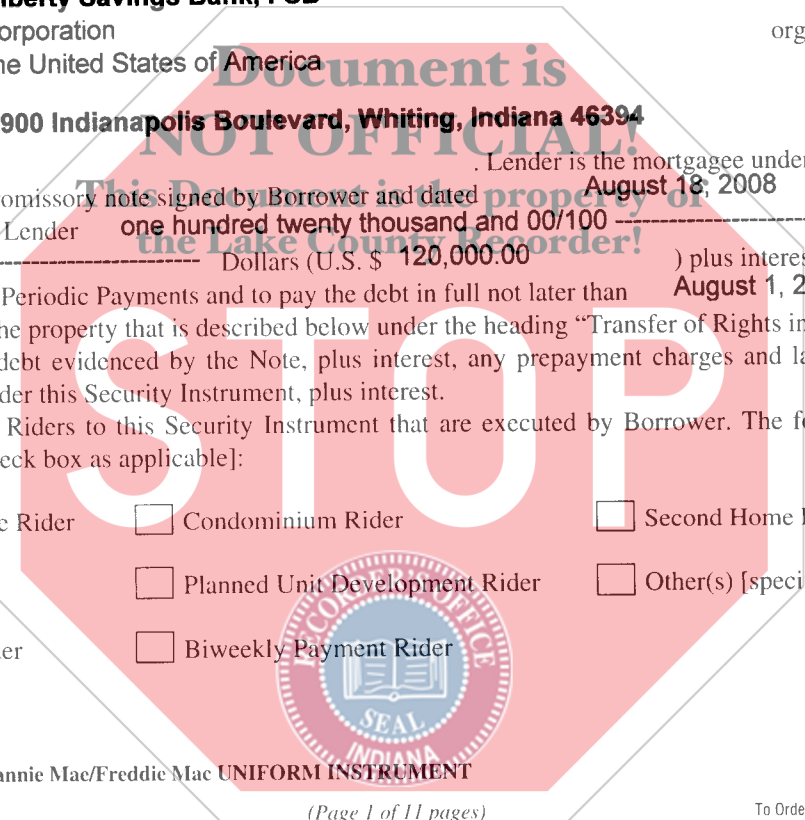 iberty Savings Bank, FSB
orporation
org
he United States of America
Document is
900 Indianapolis Boulevard, Whiting, Indiana 46394
NOT OFFICIAL!
. Lender is the mortgagee under
omissory note signed by Borrower and dated August 18, 2008
This Document is the property of
Lender one hundred twenty thousand and 00/100 ----------------------
the Lake County Recorder!
---------------------- Dollars (U.S. $ 120,000.00 ) plus interes
Periodic Payments and to pay the debt in full not later than August 1, 2
he property that is described below under the heading “Transfer of Rights in
debt evidenced by the Note, plus interest, any prepayment charges and la
der this Security Instrument, plus interest.
Riders to this Security Instrument that are executed by Borrower. The fo
eck box as applicable]:
STOP
e Rider Condominium Rider Second Home
Planned Unit Development Rider Other(s) [speci
er Biweekly Payment Rider
RECORDER'S OFFICE
SEAL
INDIANA
annie Mae/Freddie Mac UNIFORM INSTRUMENT
(Page 1 of 11 pages)
To Orde